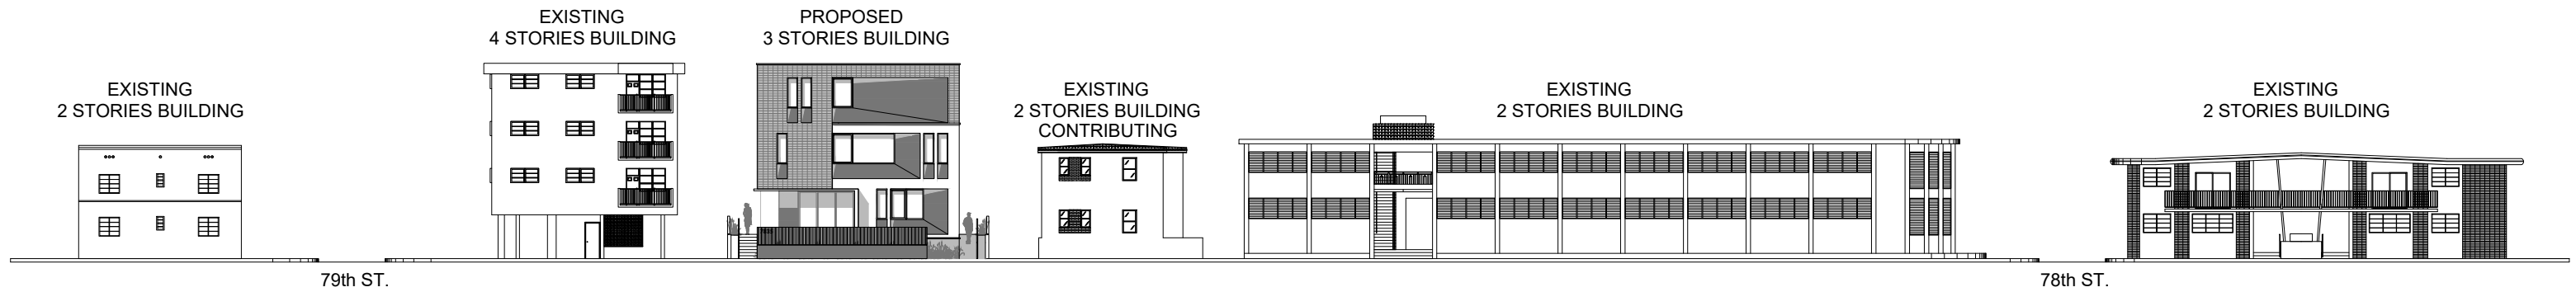 EXISTING
2 STORIES BUILDING
EXISTING
4 STORIES BUILDING
PROPOSED
3 STORIES BUILDING
EXISTING
2 STORIES BUILDING
CONTRIBUTING
EXISTING
2 STORIES BUILDING
EXISTING
2 STORIES BUILDING
79th ST.
78th ST.